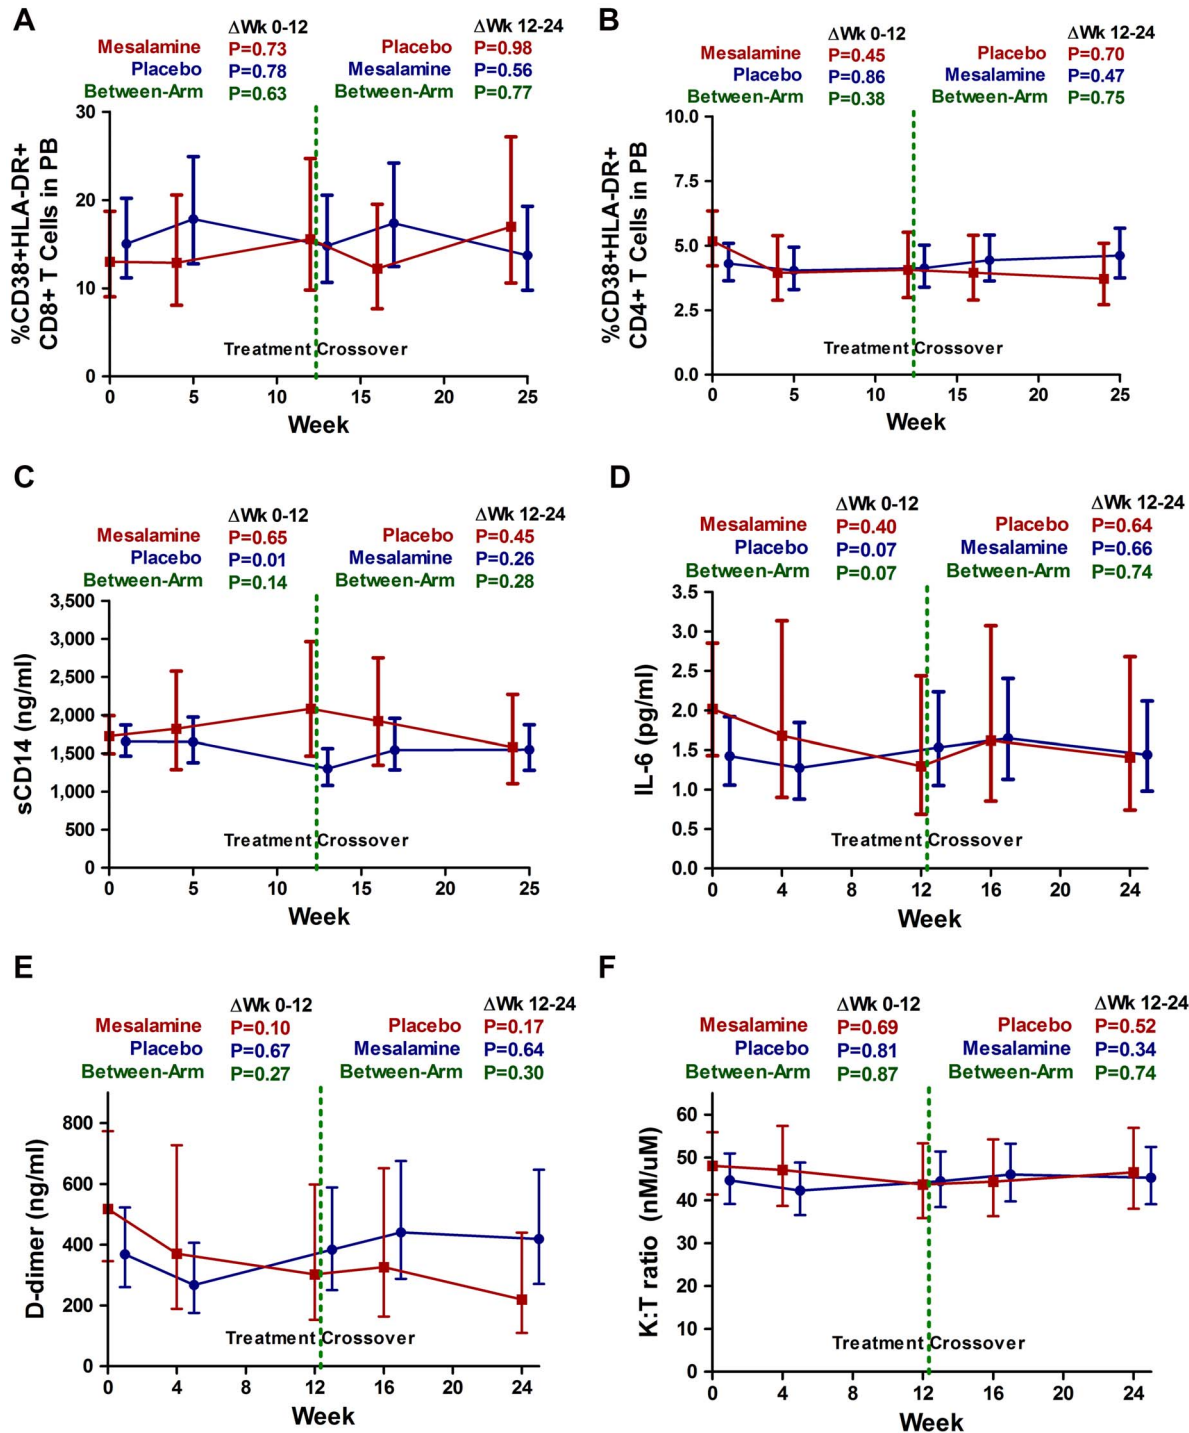 A
ΔWk 0-12 ΔWk 12-24
Mesalamine P=0.73 Placebo P=0.98
Placebo P=0.78 Mesalamine P=0.56
Between-Arm P=0.63 Between-Arm P=0.77
%CD38+HLA-DR+
CD8+ T Cells in PB
30
20
10
0
Treatment Crossover
0 5 10 15 20 25
Week
B
ΔWk 0-12 ΔWk 12-24
Mesalamine P=0.45 Placebo P=0.70
Placebo P=0.86 Mesalamine P=0.47
Between-Arm P=0.38 Between-Arm P=0.75
%CD38+HLA-DR+
CD4+ T Cells in PB
10.0
7.5
5.0
2.5
0.0
Treatment Crossover
0 5 10 15 20 25
Week
C
ΔWk 0-12 ΔWk 12-24
Mesalamine P=0.65 Placebo P=0.45
Placebo P=0.01 Mesalamine P=0.26
Between-Arm P=0.14 Between-Arm P=0.28
sCD14 (ng/ml)
3,500
3,000
2,500
2,000
1,500
1,000
500
0
Treatment Crossover
0 5 10 15 20 25
Week
D
ΔWk 0-12 ΔWk 12-24
Mesalamine P=0.40 Placebo P=0.64
Placebo P=0.07 Mesalamine P=0.66
Between-Arm P=0.07 Between-Arm P=0.74
IL-6 (pg/ml)
3.5
3.0
2.5
2.0
1.5
1.0
0.5
0.0
Treatment Crossover
0 4 8 12 16 20 24
Week
E
ΔWk 0-12 ΔWk 12-24
Mesalamine P=0.10 Placebo P=0.17
Placebo P=0.67 Mesalamine P=0.64
Between-Arm P=0.27 Between-Arm P=0.30
D-dimer (ng/ml)
800
600
400
200
0
Treatment Crossover
0 4 8 12 16 20 24
Week
F
ΔWk 0-12 ΔWk 12-24
Mesalamine P=0.69 Placebo P=0.52
Placebo P=0.81 Mesalamine P=0.34
Between-Arm P=0.87 Between-Arm P=0.74
K:T ratio (nM/uM)
60
50
40
30
20
10
0
Treatment Crossover
0 4 8 12 16 20 24
Week